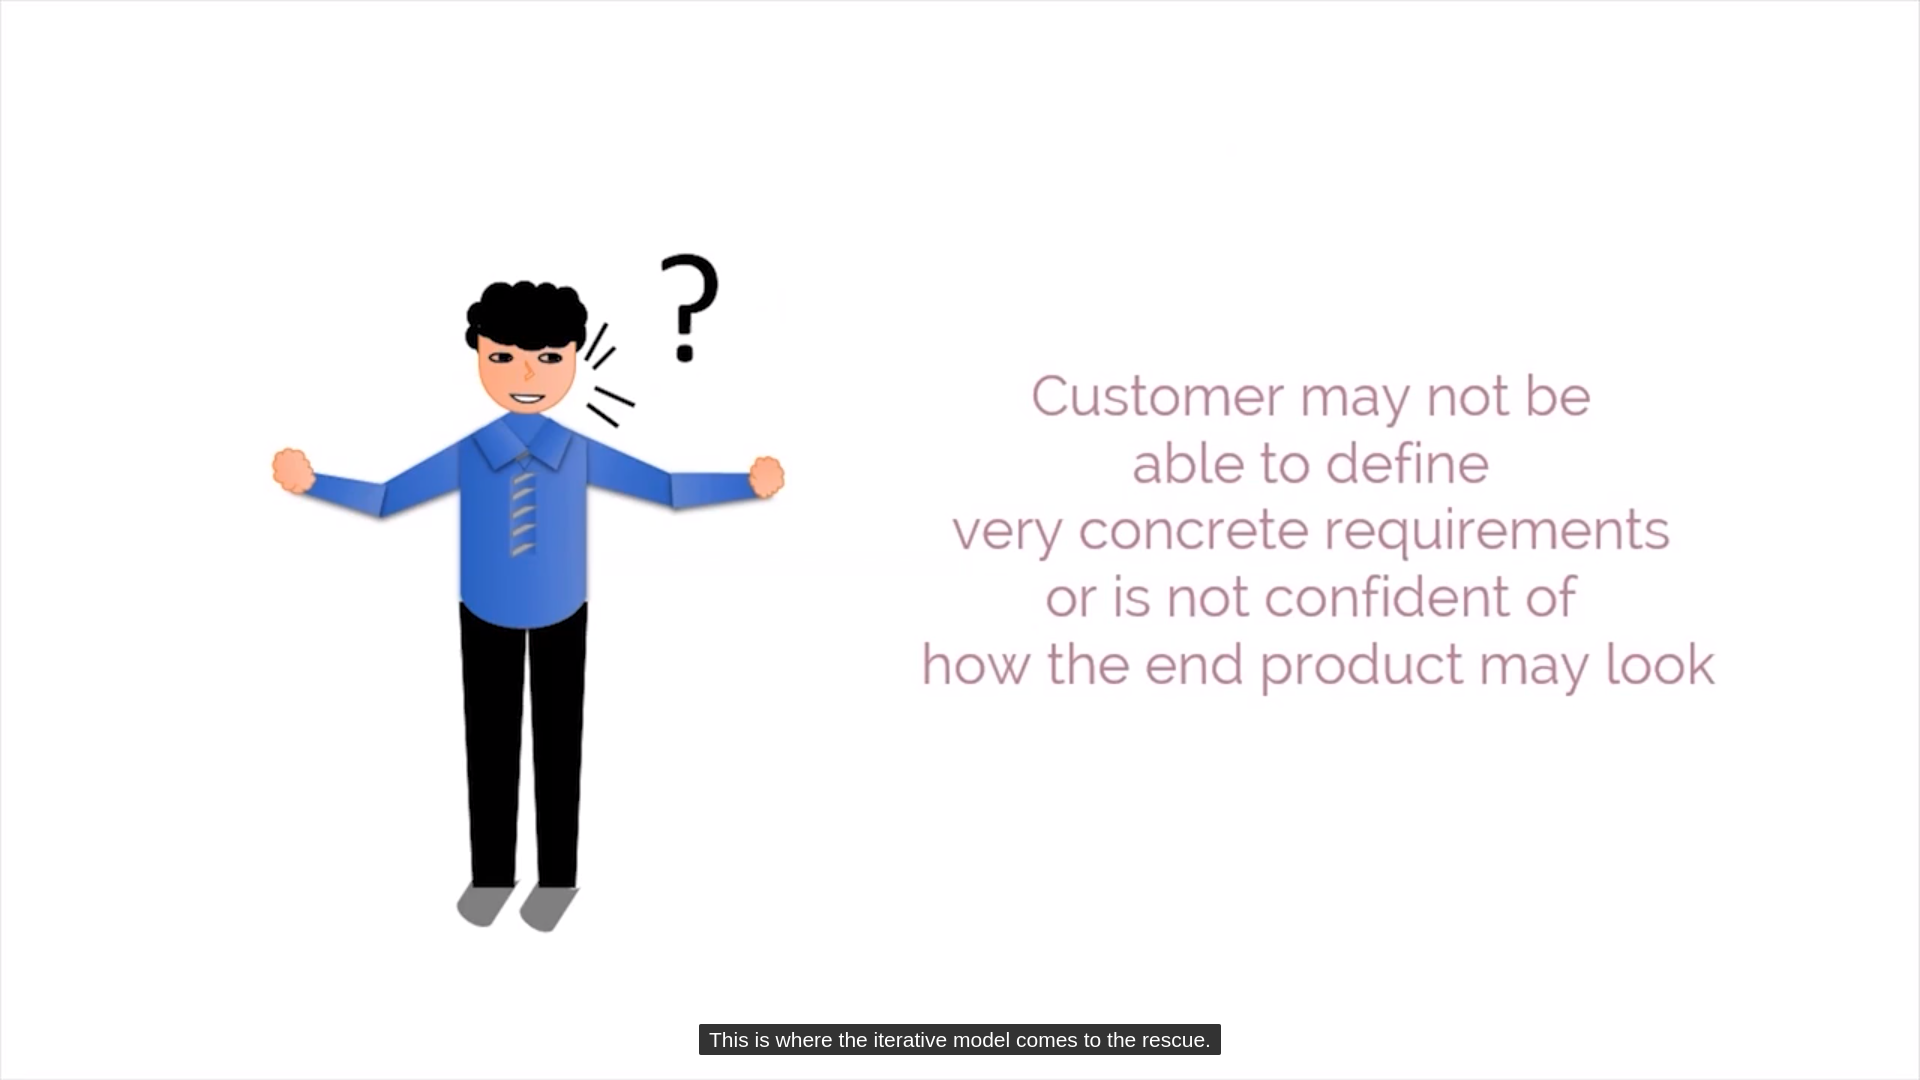 ?
Customer may not be
able to define
very concrete requirements
or is not confident of
how the end product may look
This is where the iterative model comes to the rescue.